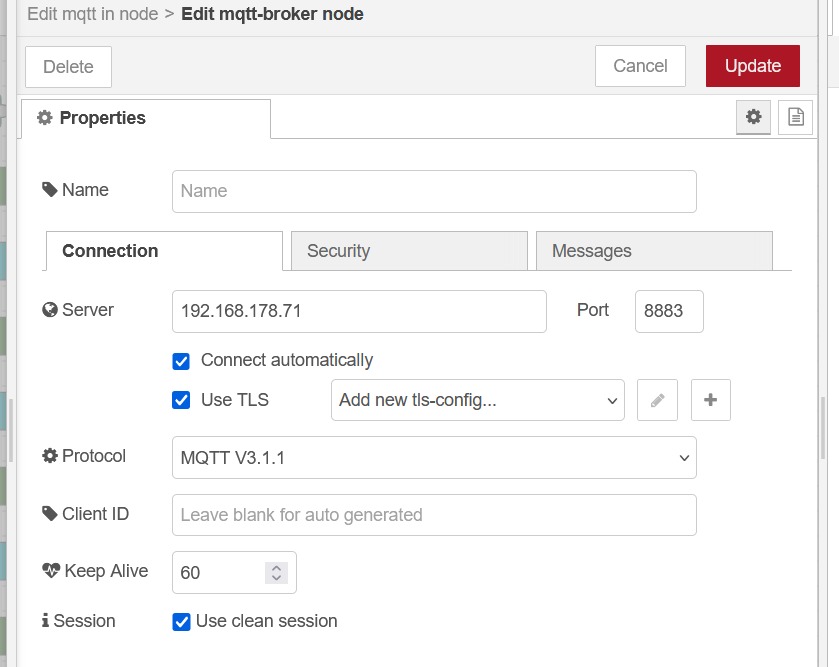 Edit mqtt in node > Edit mqtt-broker node
Delete Cancel Update
Properties
Name Name
Connection Security Messages
Server 192.168.178.71 Port 8883
Connect automatically
Use TLS Add new tls-config...
Protocol MQTT V3.1.1
Client ID Leave blank for auto generated
Keep Alive 60
Session Use clean session